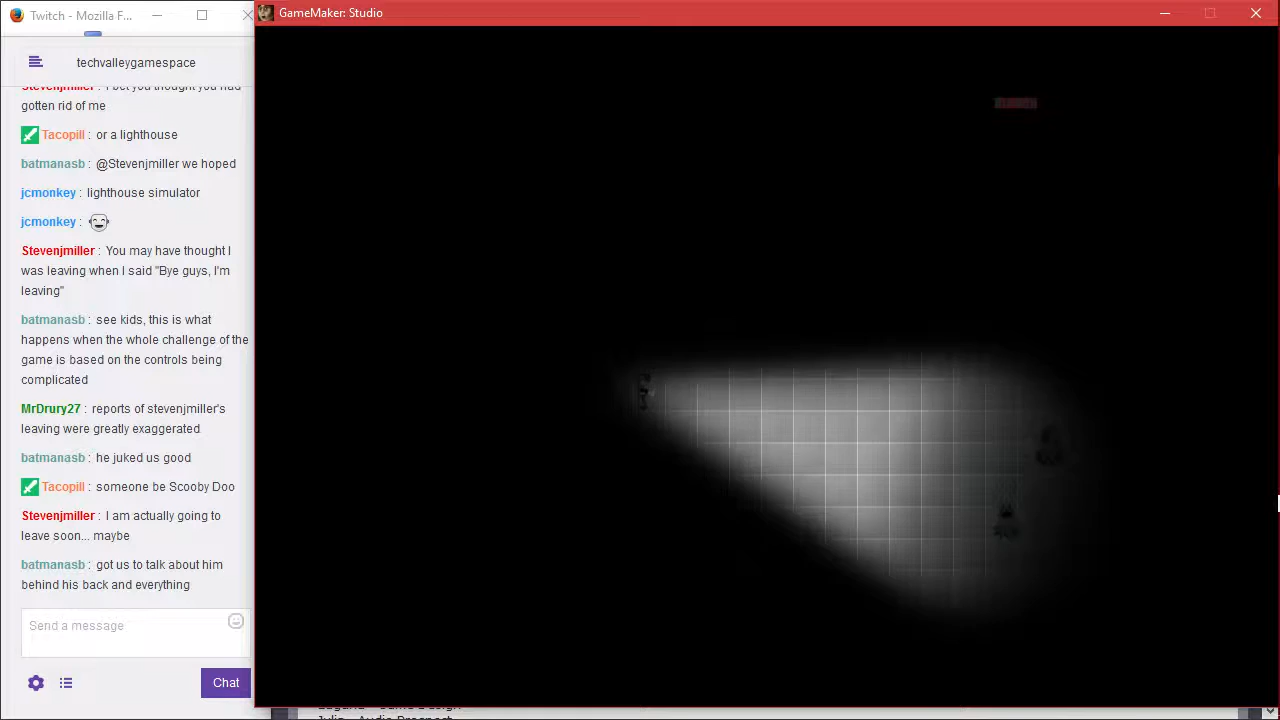 Twitch - Mozilla F...
GameMaker: Studio
techvalleygamespace
Stevenjmiller : I bet you thought you had
gotten rid of me
Tacopill : or a lighthouse
batmanasb : @Stevenjmiller we hoped
jcmonkey : lighthouse simulator
jcmonkey :
Stevenjmiller : You may have thought I
was leaving when I said "Bye guys, I'm
leaving"
batmanasb : see kids, this is what
happens when the whole challenge of the
game is based on the controls being
complicated
MrDrury27 : reports of stevenjmiller's
leaving were greatly exaggerated
batmanasb : he juked us good
Tacopill : someone be Scooby Doo
Stevenjmiller : I am actually going to
leave soon... maybe
batmanasb : got us to talk about him
behind his back and everything
Send a message
Chat